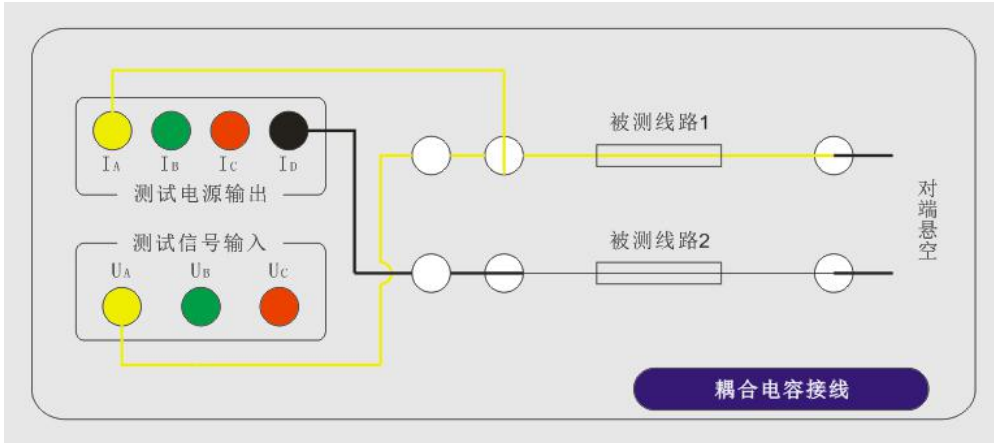 IA IB IC ID
测试电源输出
测试信号输入
UA UB UC
被测线路1
被测线路2
对端悬空
耦合电容接线